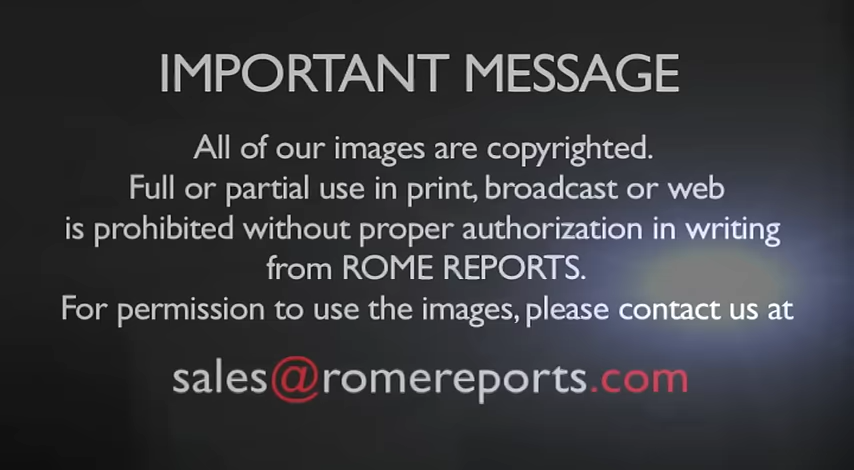 IMPORTANT MESSAGE
All of our images are copyrighted.
Full or partial use in print, broadcast or web
is prohibited without proper authorization in writing
from ROME REPORTS.
For permission to use the images, please contact us at
sales@romereports.com